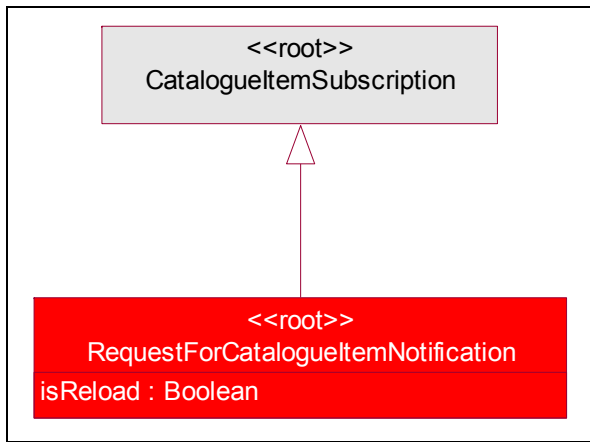 <<root>>
CatalogueItemSubscription
<<root>>
RequestForCatalogueItemNotification
isReload : Boolean